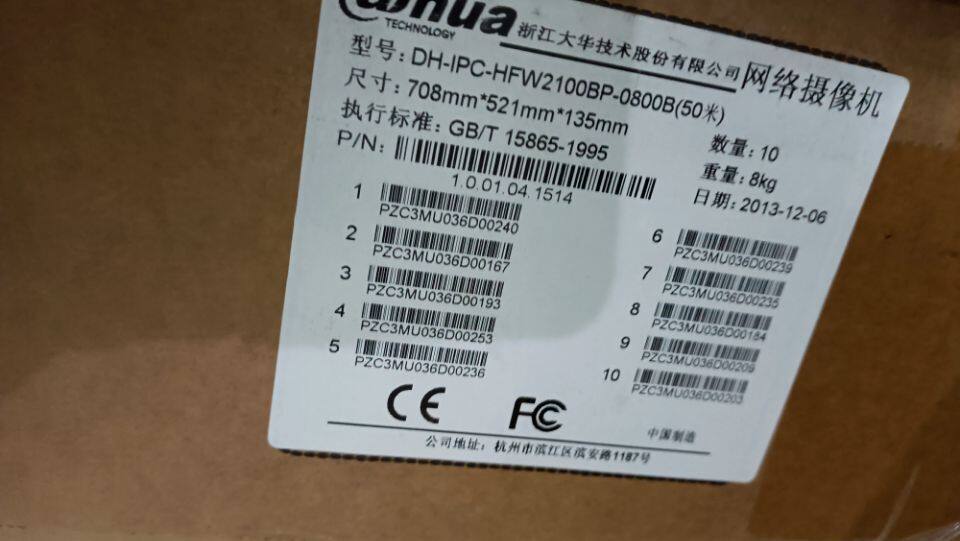 alhua
TECHNOLOGY
浙江大华技术股份有限公司
网络摄像机
型号：DH-IPC-HFW2100BP-0800B(50米)
尺寸：708mm*521mm*135mm
执行标准：GB/T 15865-1995
P/N：
1.0.01.04.1514
数量：10
重量：8kg
日期：2013-12-06
1 PZC3MU036D00240
2 PZC3MU036D00167
3 PZC3MU036D00193
4 PZC3MU036D00253
5 PZC3MU036D00236
6 PZC3MU036D00239
7 PZC3MU036D00235
8 PZC3MU036D00184
9 PZC3MU036D00209
10 PZC3MU036D00203
CE FC
中国制造
公司地址：杭州市滨江区滨安路1187号